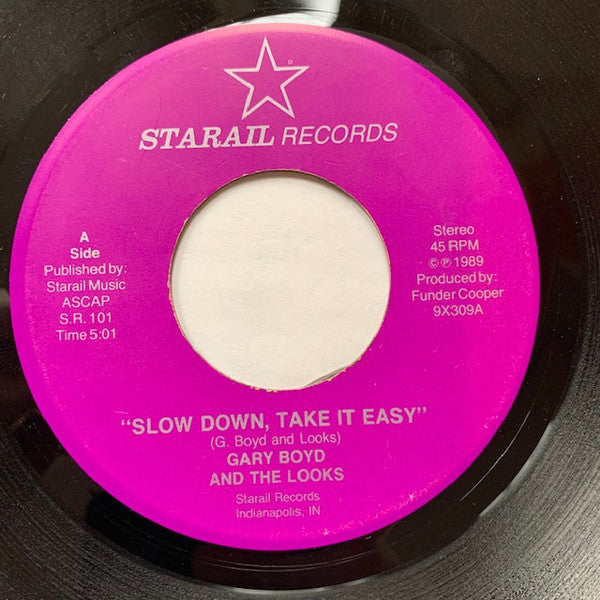 STARAIL RECORDS
A
Side
Published by:
Starail Music
ASCAP
S.R. 101
Time 5:01
Stereo
45 RPM
©℗ 1989
Produced by:
Funder Cooper
9X309A
"SLOW DOWN, TAKE IT EASY"
(G. Boyd and Looks)
GARY BOYD
AND THE LOOKS
Starail Records
Indianapolis, IN